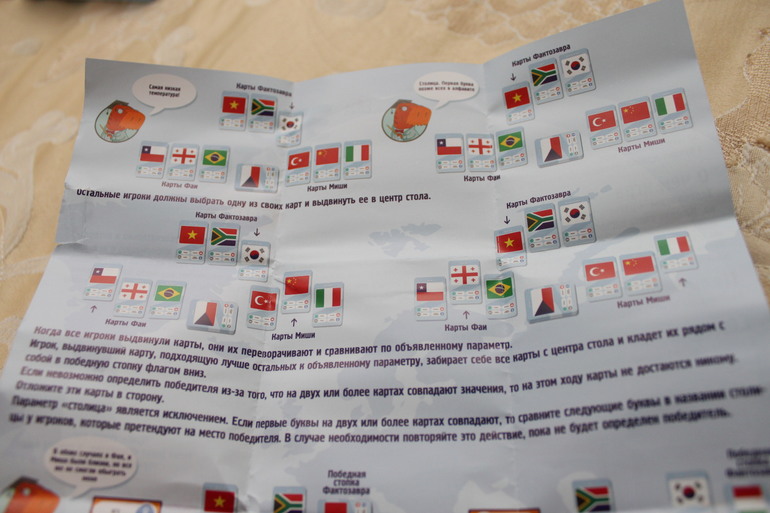 Самая низкая
температура!
Карты Фактозавра
Карты Фаи
Карты Миши
Столица. Первая буква
Карты Фактозавра
Карты Фаи
Карты Миши
Остальные игроки должны выбрать одну из своих карт и выдвинуть ее в центр стола.
Карты Фактозавра
Карты Фаи
Карты Миши
Карты Фактозавра
Карты Фаи
Карты Миши
Когда все игроки выдвинули карты, они их переворачивают и сравнивают по объявленному параметру.
Игрок, выдвинувший карту, подходящую лучше остальных к объявленному параметру, забирает себе все карты с центра стола и кладет их рядом с
собой в победную стопку флагом вниз.
Если невозможно определить победителя из-за того, что на двух или более картах совпадают значения, то на этом ходу карты не достаются никому.
Отложите эти карты в сторону.
Параметр «столица» является исключением. Если первые буквы на двух или более картах совпадают, то сравните следующие буквы в названии столи-
цы у игроков, которые претендуют на место победителя. В случае необходимости повторяйте это действие, пока не будет определен победитель.
Победная
стопка
Фактозавра